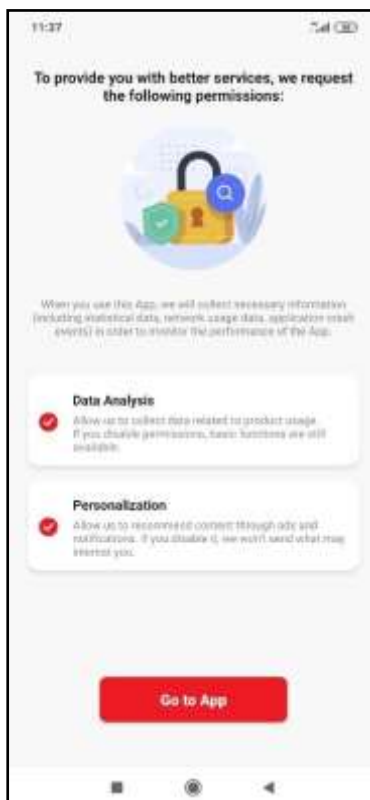 11:37
To provide you with better services, we request
the following permissions:
When you use this App, we will collect necessary information
(including statistical data, network usage data, application crash
events) in order to monitor the performance of the App.
Data Analysis
Allow us to collect data related to product usage.
If you disable permissions, basic functions are still
available.
Personalization
Allow us to recommend content through ads and
notifications. If you disable it, we won't send what may
interest you.
Go to App